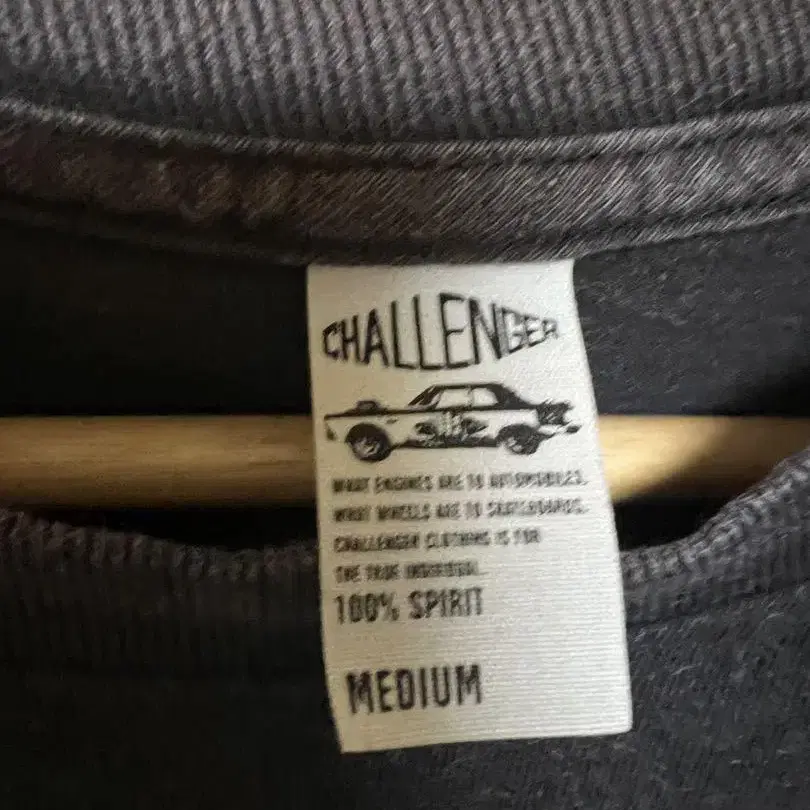 CHALLENGER
WHAT ENGINES ARE TO AUTOMOBILES,
WHAT WHEELS ARE TO SKATEBOARDS.
CHALLENGER CLOTHING IS FOR
THE TRUE INDIVIDUAL.
100% SPIRIT
MEDIUM